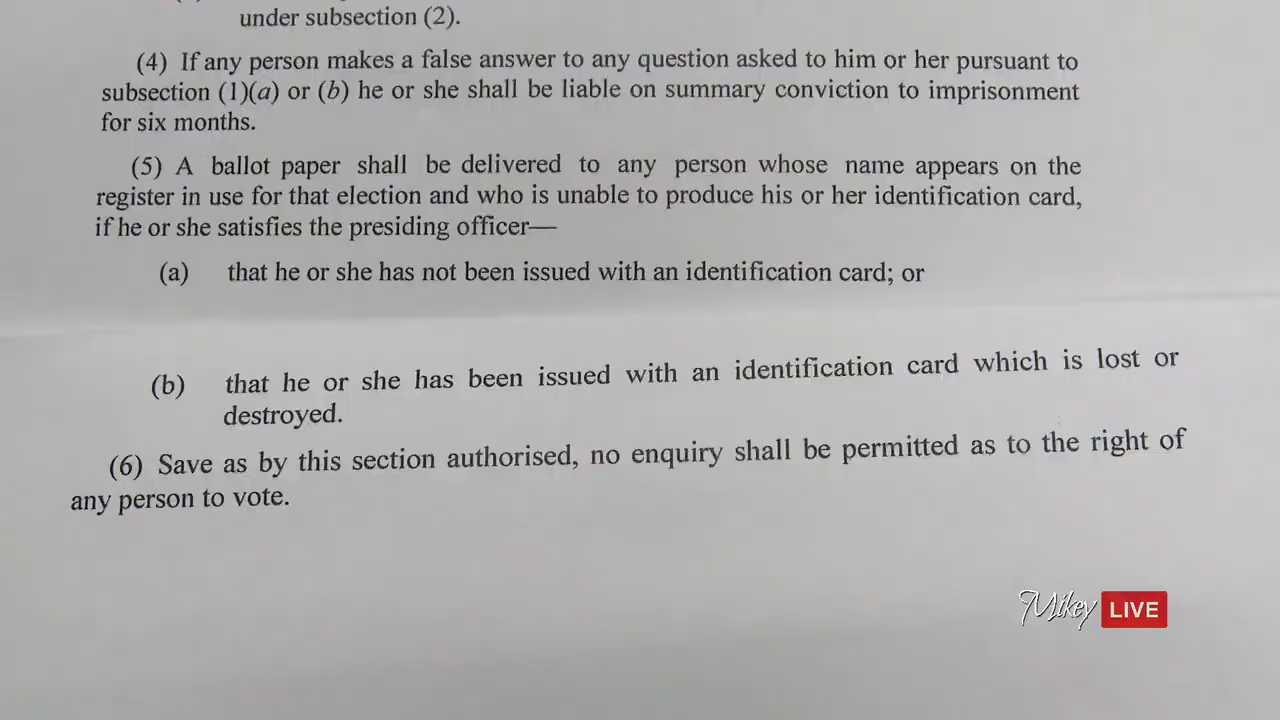 under subsection (2).
(4) If any person makes a false answer to any question asked to him or her pursuant to
subsection (1)(a) or (b) he or she shall be liable on summary conviction to imprisonment
for six months.
(5) A ballot paper shall be delivered to any person whose name appears on the
register in use for that election and who is unable to produce his or her identification card,
if he or she satisfies the presiding officer—
(a) that he or she has not been issued with an identification card; or
(b) that he or she has been issued with an identification card which is lost or
destroyed.
(6) Save as by this section authorised, no enquiry shall be permitted as to the right of
any person to vote.
Mikey LIVE